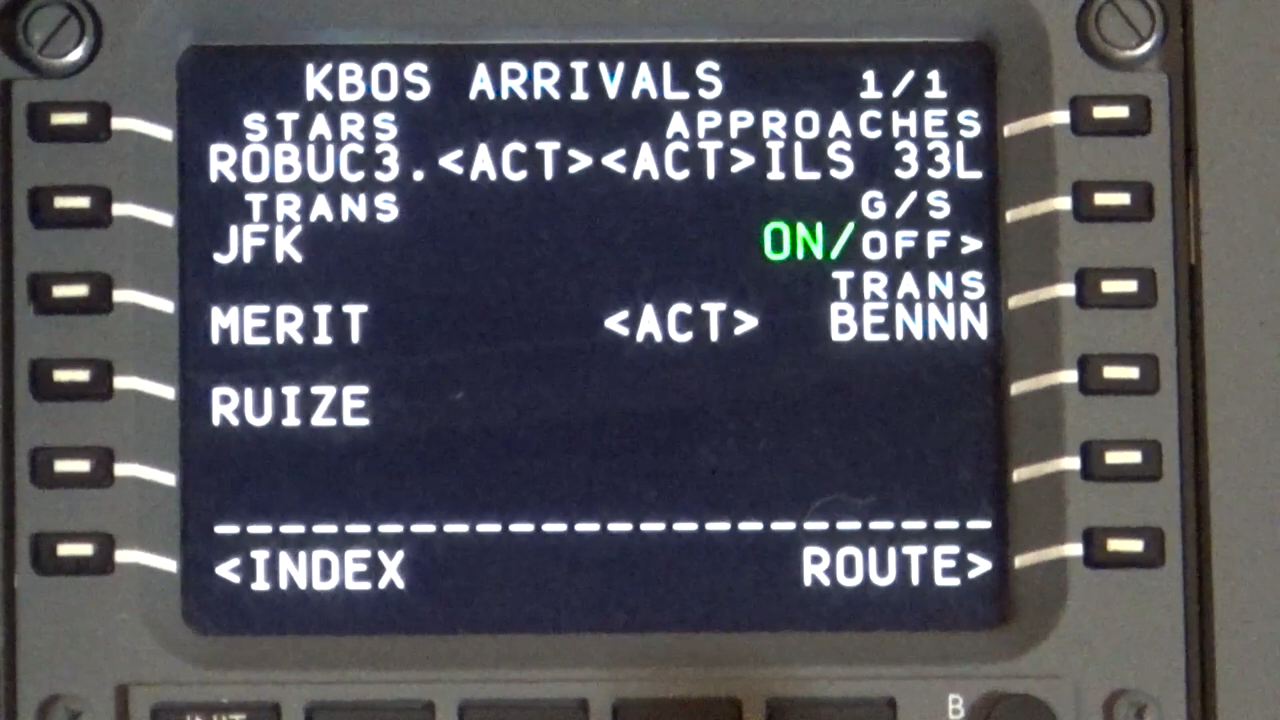 KBOS ARRIVALS 1/1
STARS APPROACHES
ROBUC3.<ACT><ACT>ILS 33L
TRANS G/S
JFK ON/OFF>
TRANS
MERIT <ACT> BENNN
RUIZE
------------------------
<INDEX ROUTE>
B